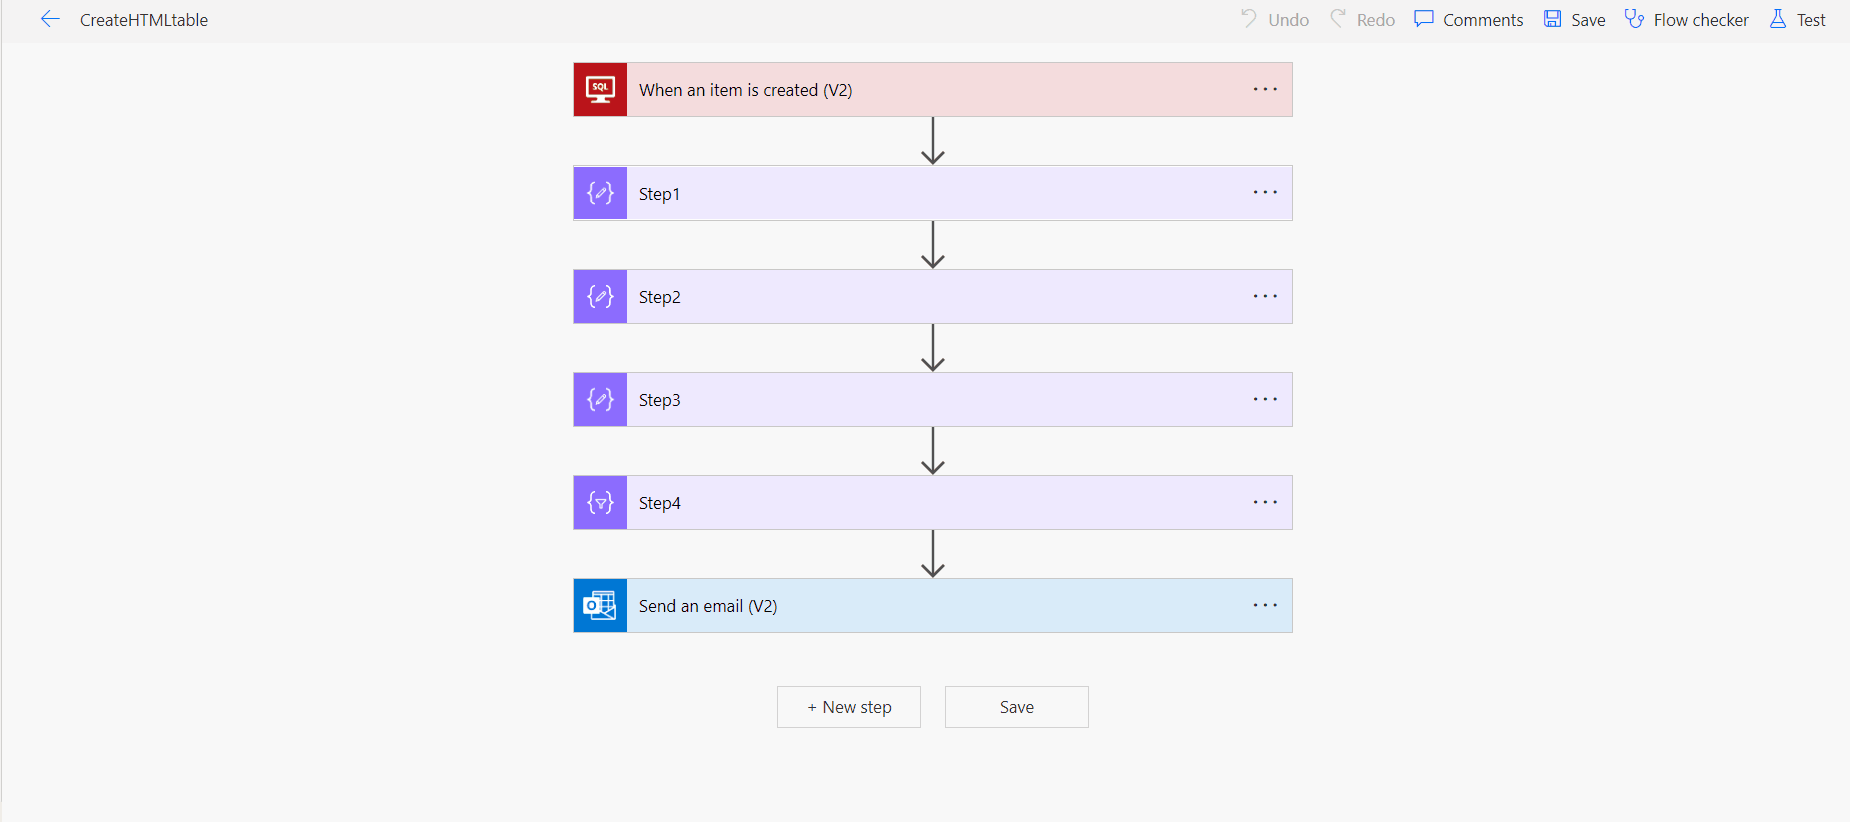 CreateHTMLtable
Undo Redo Comments Save Flow checker Test
SQL When an item is created (V2)
Step1
Step2
Step3
Step4
O Send an email (V2)
+ New step Save